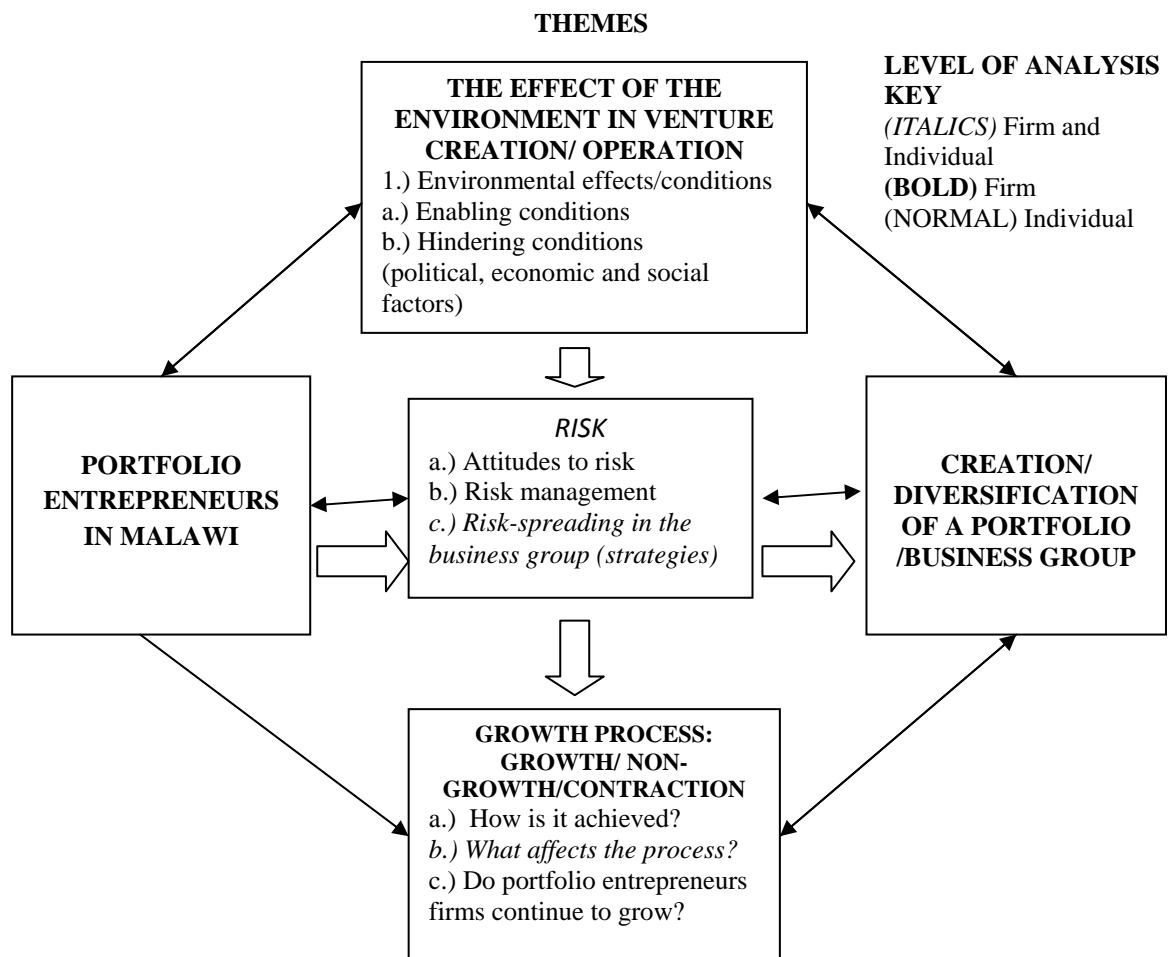 THEMES
THE EFFECT OF THE
ENVIRONMENT IN VENTURE
CREATION/ OPERATION
1.) Environmental effects/conditions
a.) Enabling conditions
b.) Hindering conditions
(political, economic and social
factors)
LEVEL OF ANALYSIS
KEY
(ITALICS) Firm and
Individual
(BOLD) Firm
(NORMAL) Individual
PORTFOLIO
ENTREPRENEURS
IN MALAWI
RISK
a.) Attitudes to risk
b.) Risk management
c.) Risk-spreading in the
business group (strategies)
CREATION/
DIVERSIFICATION
OF A PORTFOLIO
/BUSINESS GROUP
GROWTH PROCESS:
GROWTH/ NON-
GROWTH/CONTRACTION
a.) How is it achieved?
b.) What affects the process?
c.) Do portfolio entrepreneurs
firms continue to grow?